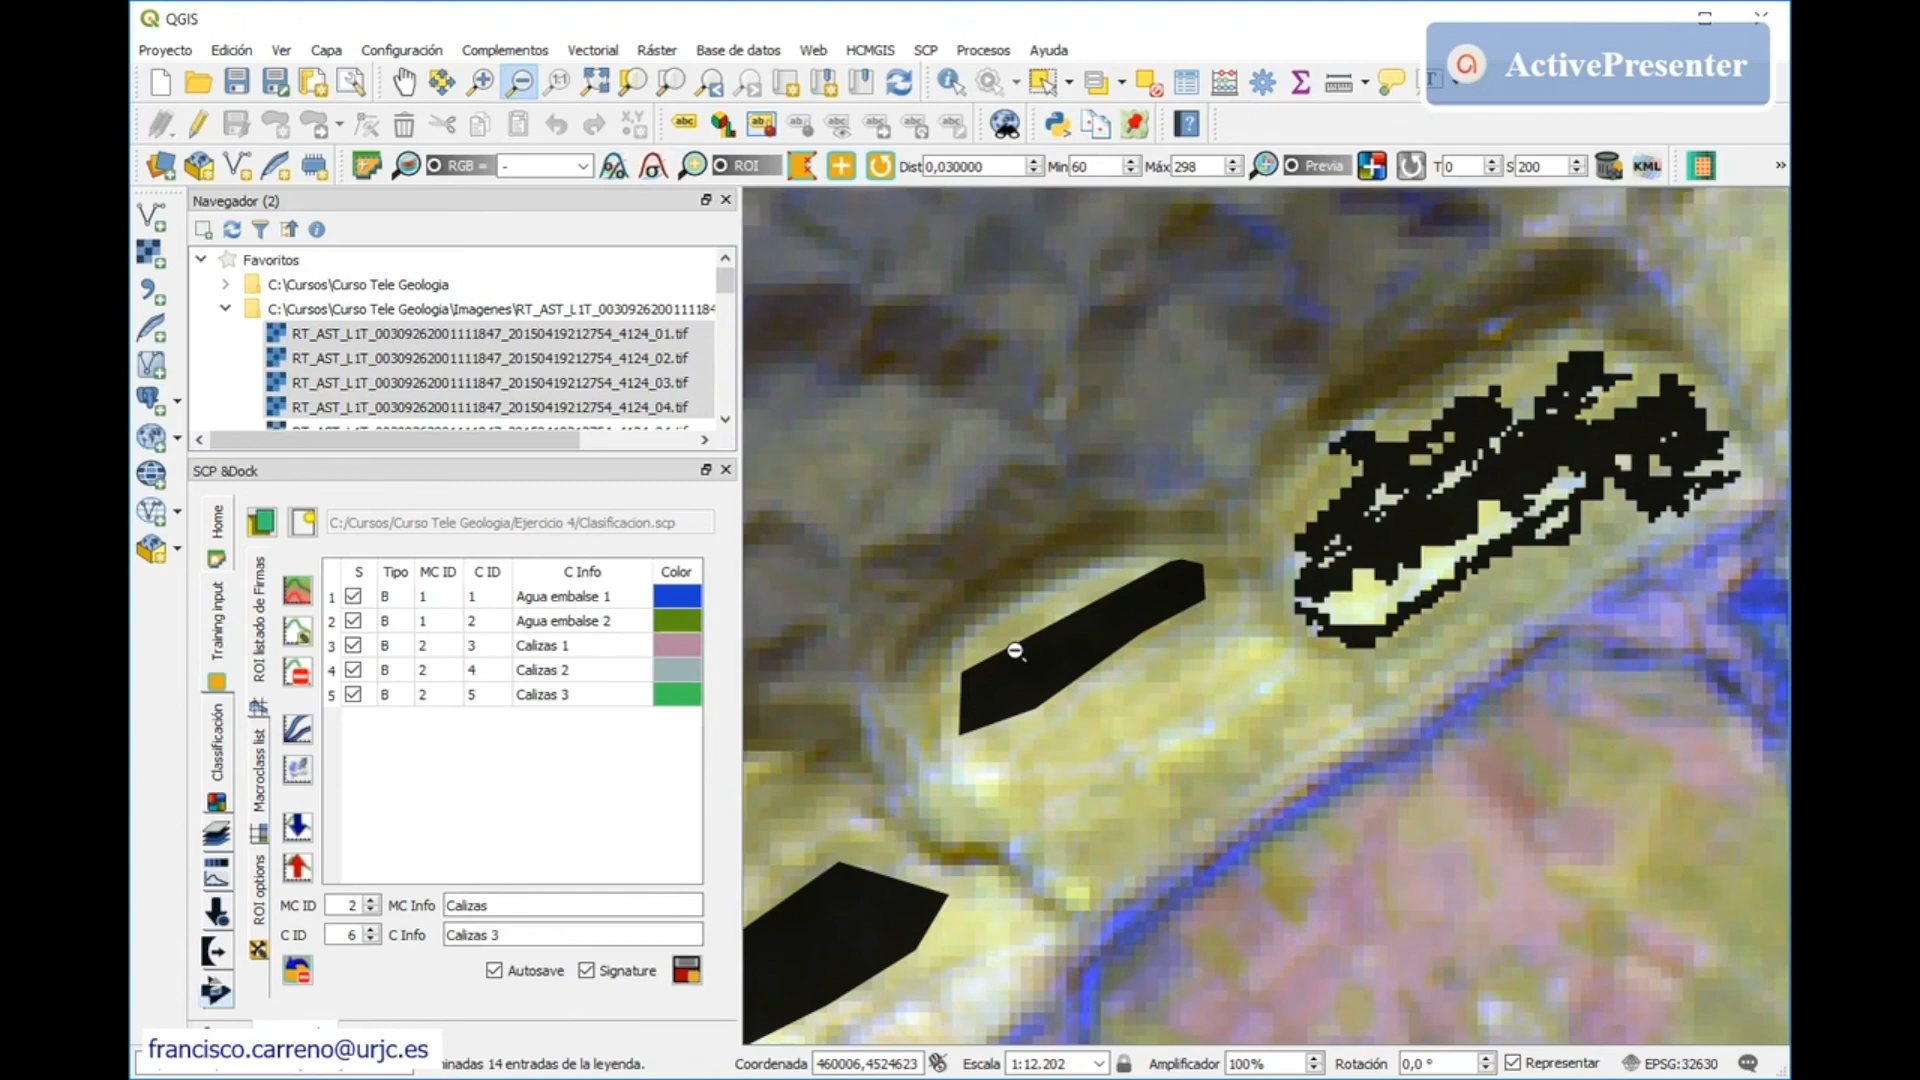 QGIS
Proyecto Edición Ver Capa Configuración Complementos Vectorial Ráster Base de datos Web HCMGIS SCP Procesos Ayuda
ActivePresenter
RGB = - ROI Dist 0,030000 Min 60 Máx 298 Previa T 0 S 200 KML »
Navegador (2)
Favoritos
C:\Cursos\Curso Tele Geologia
C:\Cursos\Curso Tele Geologia\Imagenes\RT_AST_L1T_0030926200111184
RT_AST_L1T_00309262001111847_20150419212754_4124_01.tif
RT_AST_L1T_00309262001111847_20150419212754_4124_02.tif
RT_AST_L1T_00309262001111847_20150419212754_4124_03.tif
RT_AST_L1T_00309262001111847_20150419212754_4124_04.tif
SCP &Dock
Home
Training input
Clasificación
ROI listado de Firmas
Macroclass list
ROI options
C:/Cursos/Curso Tele Geologia/Ejercicio 4/Clasificacion.scp
S Tipo MC ID C ID C Info Color
1 B 1 1 Agua embalse 1
2 B 1 2 Agua embalse 2
3 B 2 3 Calizas 1
4 B 2 4 Calizas 2
5 B 2 5 Calizas 3
MC ID 2 MC Info Calizas
C ID 6 C Info Calizas 3
Autosave Signature
francisco.carreno@urjc.es
minadas 14 entradas de la leyenda. Coordenada 460006,4524623 Escala 1:12.202 Amplificador 100% Rotación 0,0 ° Representar EPSG:32630